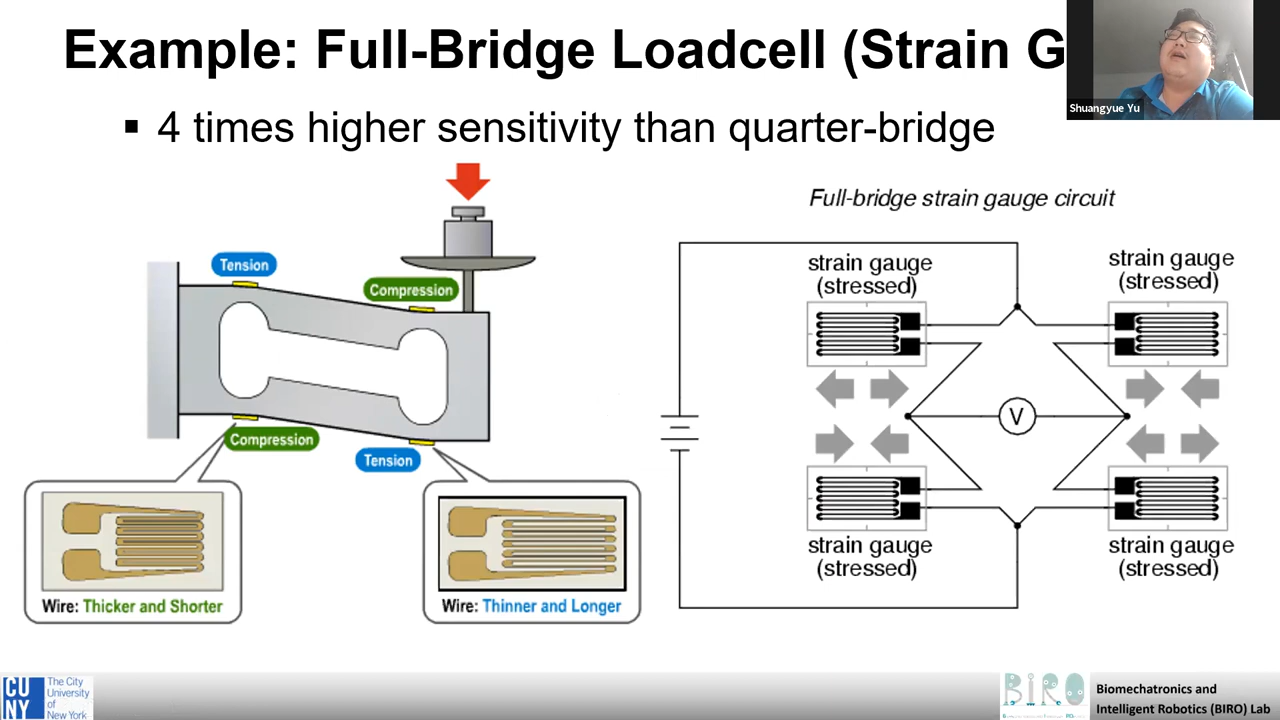 Example: Full-Bridge Loadcell (Strain G
Shuangyue Yu
▪ 4 times higher sensitivity than quarter-bridge
Full-bridge strain gauge circuit
Tension
Compression
Compression
Tension
Wire: Thicker and Shorter
Wire: Thinner and Longer
strain gauge
(stressed)
strain gauge
(stressed)
V
strain gauge
(stressed)
strain gauge
(stressed)
CU
NY
The City
University
of
New York
BiRO
Biomechatronics and
Intelligent Robotics (BIRO) Lab